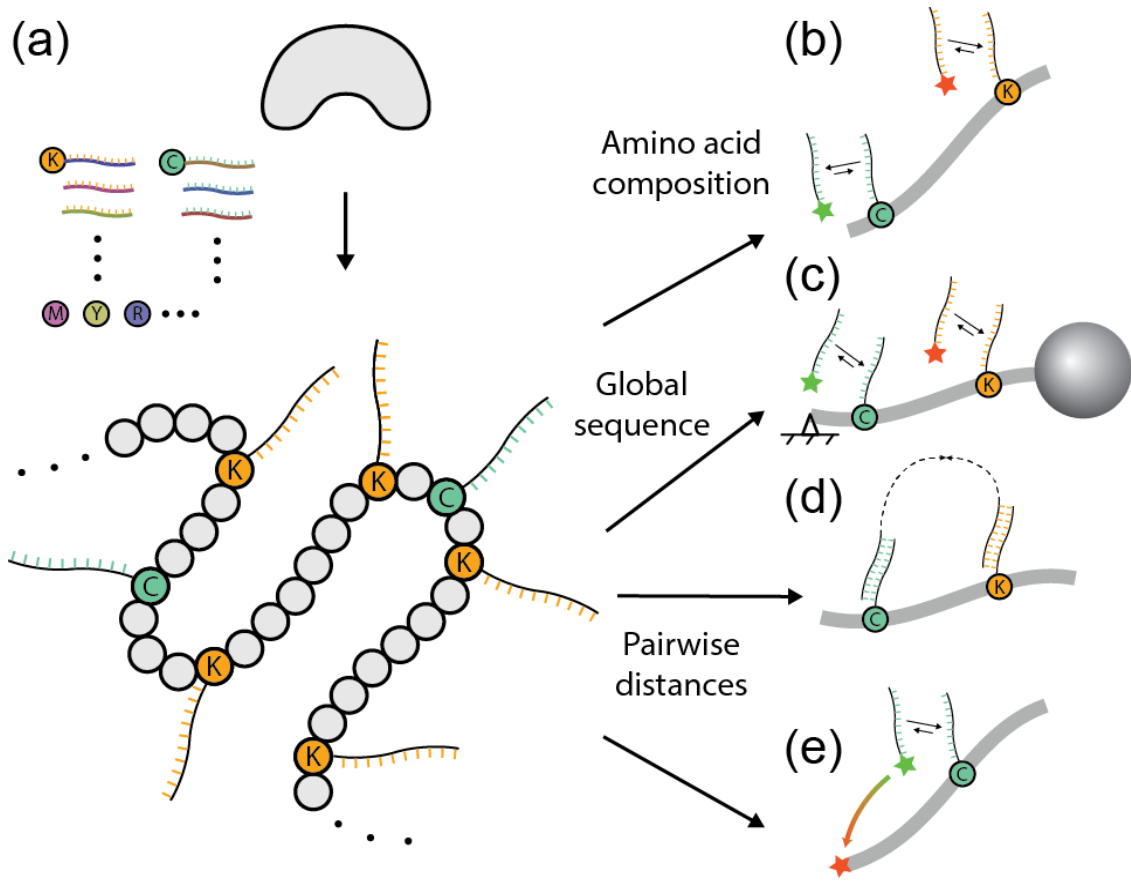 (a)
K
C
M Y R
K
K
C
C
K
K
K
Amino acid
composition
Global
sequence
Pairwise
distances
(b)
K
C
(c)
K
C
(d)
K
C
(e)
C